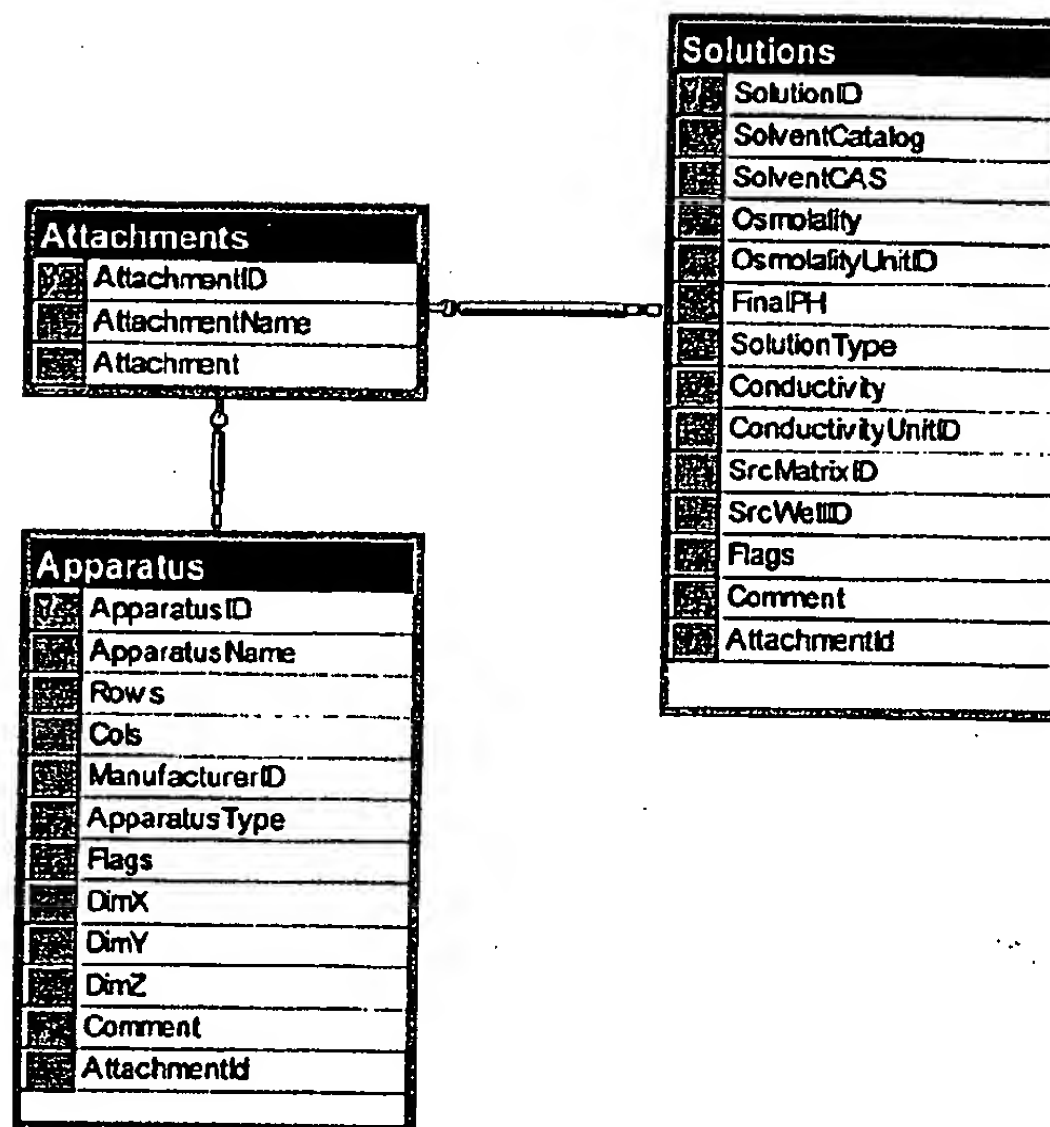 Solutions
SolutionID
SolventCatalog
SolventCAS
Osmolality
OsmolalityUnitID
FinalPH
SolutionType
Conductivity
ConductivityUnitID
SrcMatrixID
SrcWellID
Flags
Comment
AttachmentId
Attachments
AttachmentID
AttachmentName
Attachment
Apparatus
ApparatusID
ApparatusName
Rows
Cols
ManufacturerID
ApparatusType
Flags
DimX
DimY
DimZ
Comment
AttachmentId